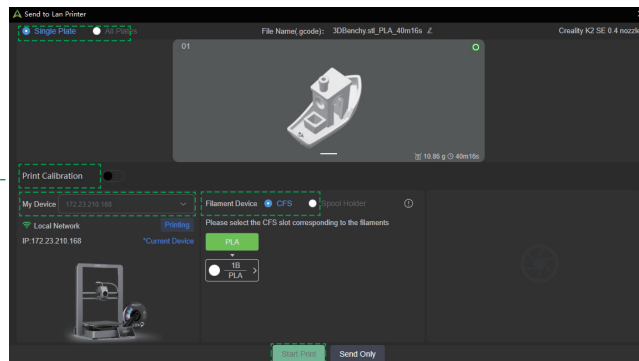 Send to Lan Printer
Single Plate All Plates File Name(.gcode): 3DBenchy.stl_PLA_40m16s Creality K2 SE 0.4 nozzle
01
10.86 g 40m16s
Print Calibration
My Device 172.23.210.168 Filament Device CFS Spool Holder
Local Network Printing Please select the CFS slot corresponding to the filaments
IP:172.23.210.168 *Current Device PLA
1B
PLA
Start Print Send Only